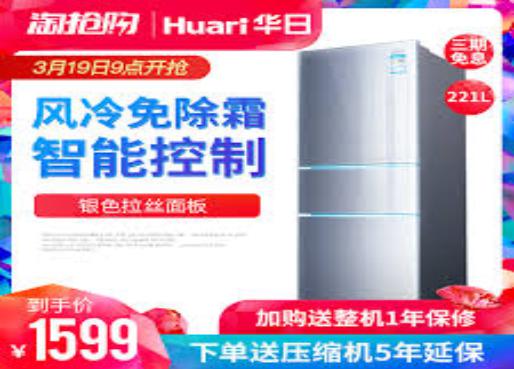 淘抢购 Huari 华日
3月19日9点开抢
三期
免息
221L
风冷免除霜
智能控制
银色拉丝面板
到手价
¥1599
加购送整机1年保修
下单送压缩机5年延保